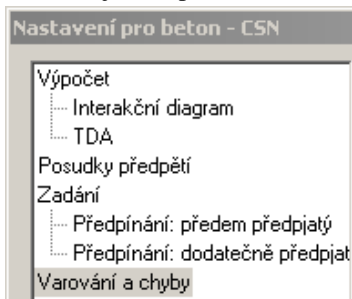 Nastavení pro beton - CSN
Výpočet
Interakční diagram
TDA
Posudky předpětí
Zadání
Předpínání: předem předpjatý
Předpínání: dodatečně předpjat
Varování a chyby